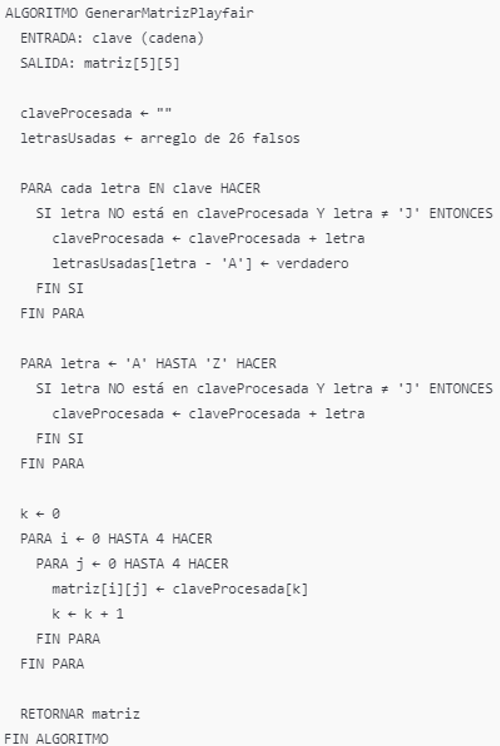 ALGORITMO GenerarMatrizPlayfair
ENTRADA: clave (cadena)
SALIDA: matriz[5][5]
claveProcesada ← ""
letrasUsadas ← arreglo de 26 falsos
PARA cada letra EN clave HACER
SI letra NO está en claveProcesada Y letra ≠ 'J' ENTONCES
claveProcesada ← claveProcesada + letra
letrasUsadas[letra - 'A'] ← verdadero
FIN SI
FIN PARA
PARA letra ← 'A' HASTA 'Z' HACER
SI letra NO está en claveProcesada Y letra ≠ 'J' ENTONCES
claveProcesada ← claveProcesada + letra
FIN SI
FIN PARA
k ← 0
PARA i ← 0 HASTA 4 HACER
PARA j ← 0 HASTA 4 HACER
matriz[i][j] ← claveProcesada[k]
k ← k + 1
FIN PARA
FIN PARA
RETORNAR matriz
FIN ALGORITMO